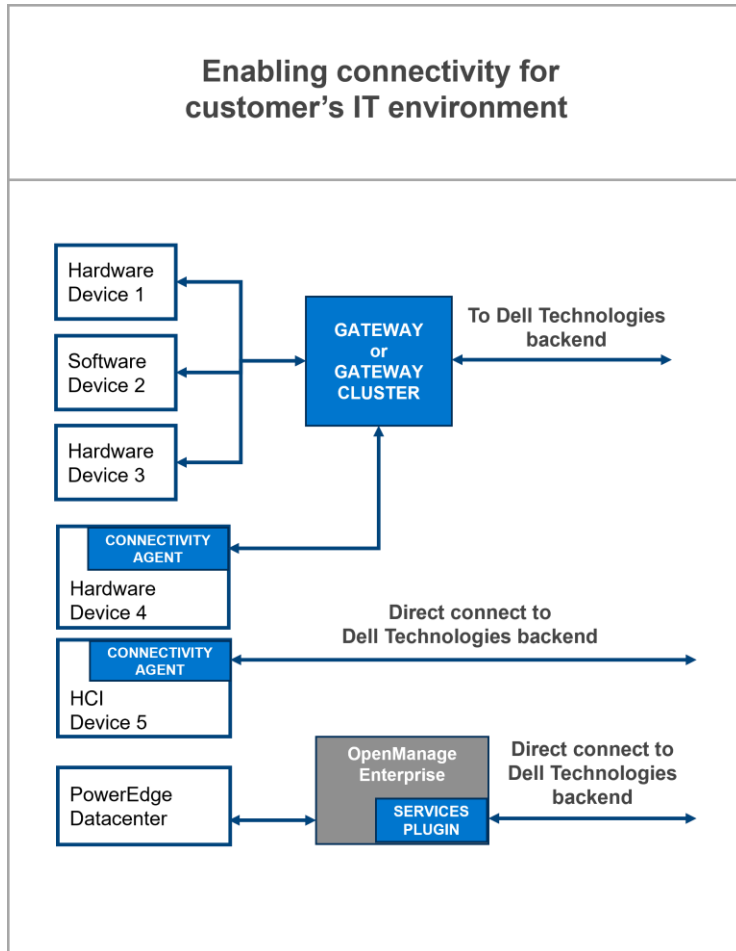 Enabling connectivity for
customer's IT environment
Hardware
Device 1
Software
Device 2
Hardware
Device 3
GATEWAY
or
GATEWAY
CLUSTER
To Dell Technologies
backend
CONNECTIVITY
AGENT
Hardware
Device 4
CONNECTIVITY
AGENT
HCI
Device 5
Direct connect to
Dell Technologies backend
PowerEdge
Datacenter
OpenManage
Enterprise
SERVICES
PLUGIN
Direct connect to
Dell Technologies
backend